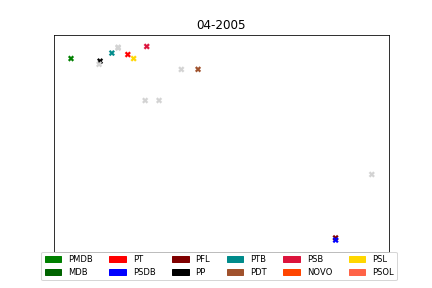 04-2005
PMDB PT PFL PTB PSB PSL
MDB PSDB PP PDT NOVO PSOL